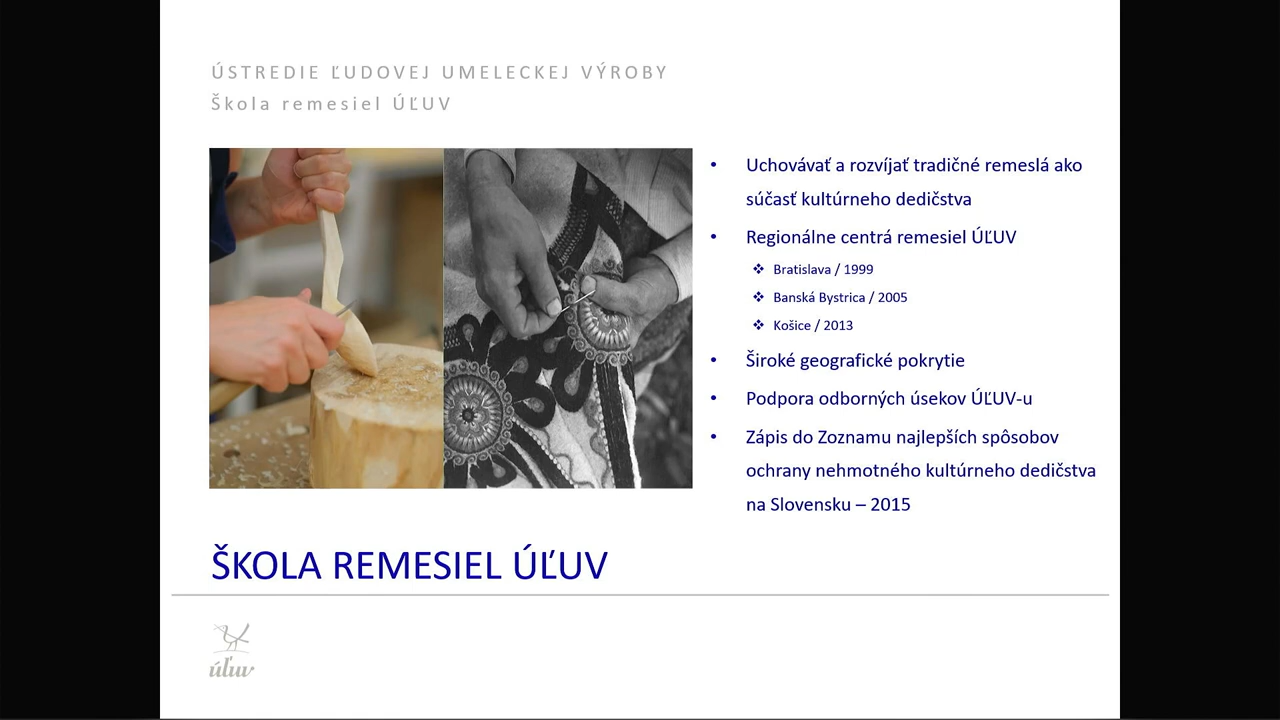 ÚSTREDIE ĽUDOVEJ UMELECKEJ VÝROBY
Škola remesiel ÚĽUV
• Uchovávať a rozvíjať tradičné remeslá ako
súčasť kultúrneho dedičstva
• Regionálne centrá remesiel ÚĽUV
❖ Bratislava / 1999
❖ Banská Bystrica / 2005
❖ Košice / 2013
• Široké geografické pokrytie
• Podpora odborných úsekov ÚĽUV-u
• Zápis do Zoznamu najlepších spôsobov
ochrany nehmotného kultúrneho dedičstva
na Slovensku – 2015
ŠKOLA REMESIEL ÚĽUV
úľuv